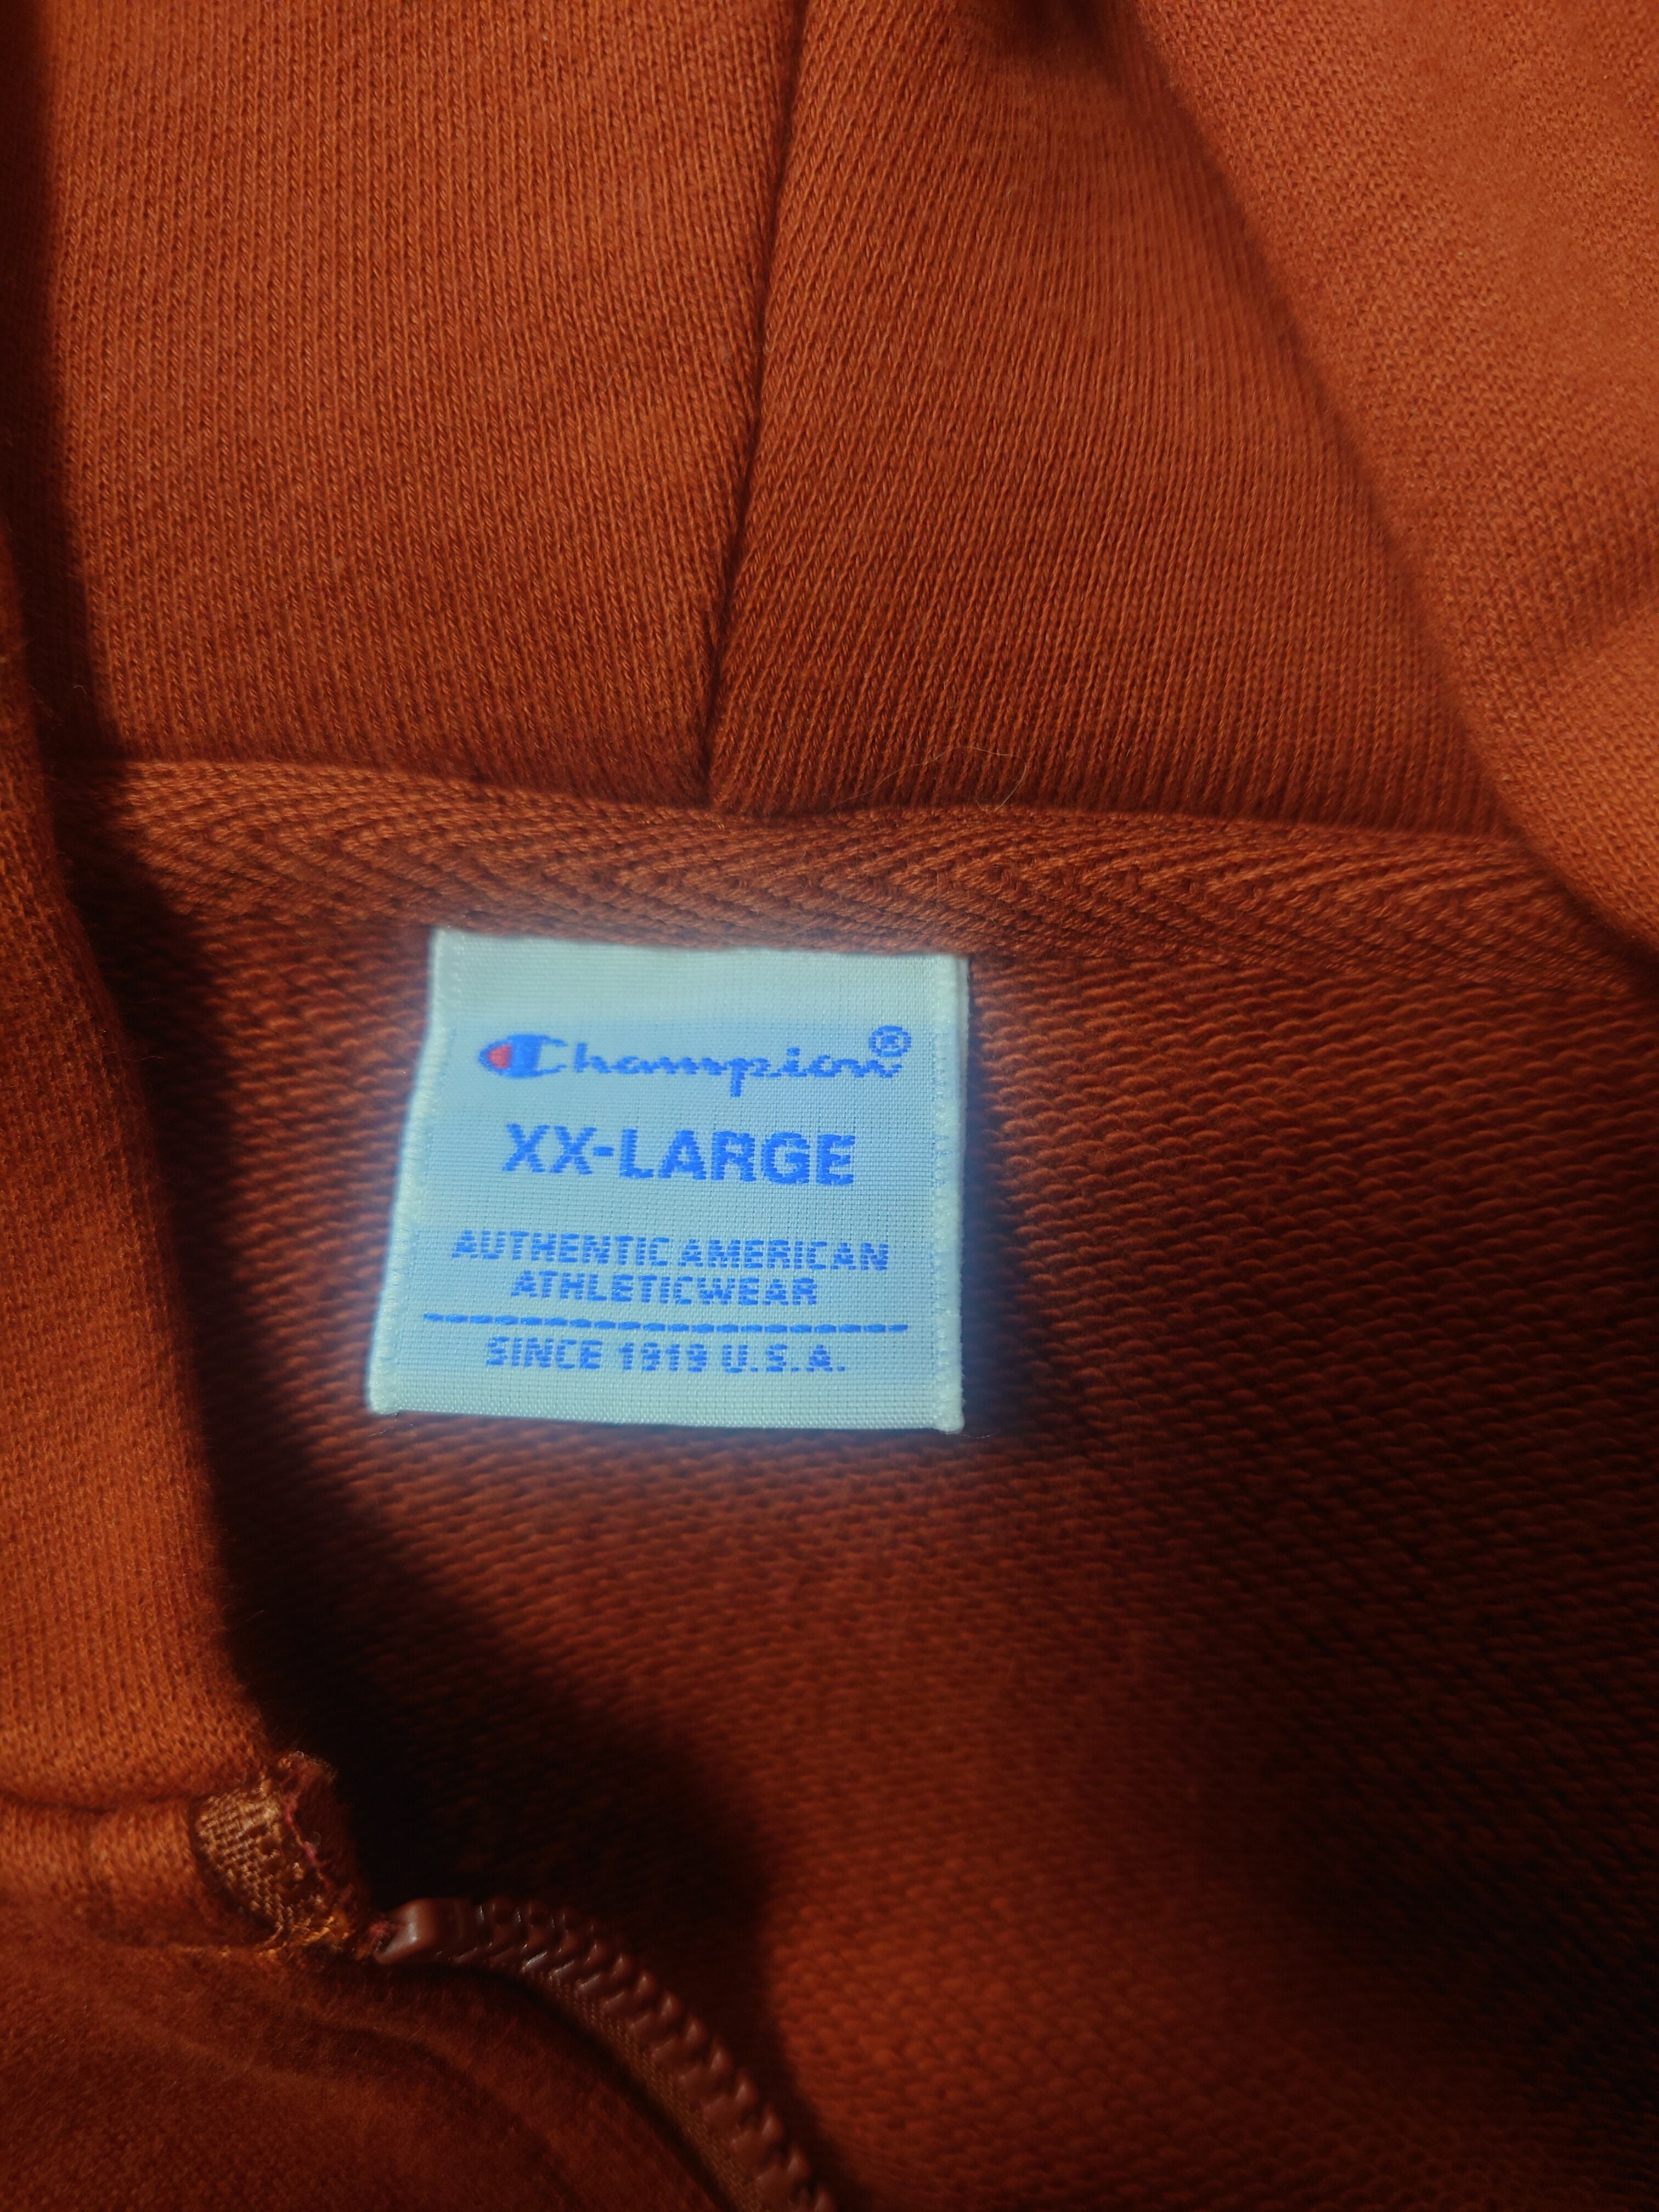 Champion®
XX-LARGE
AUTHENTIC AMERICAN
ATHLETICWEAR
SINCE 1919 U.S.A.